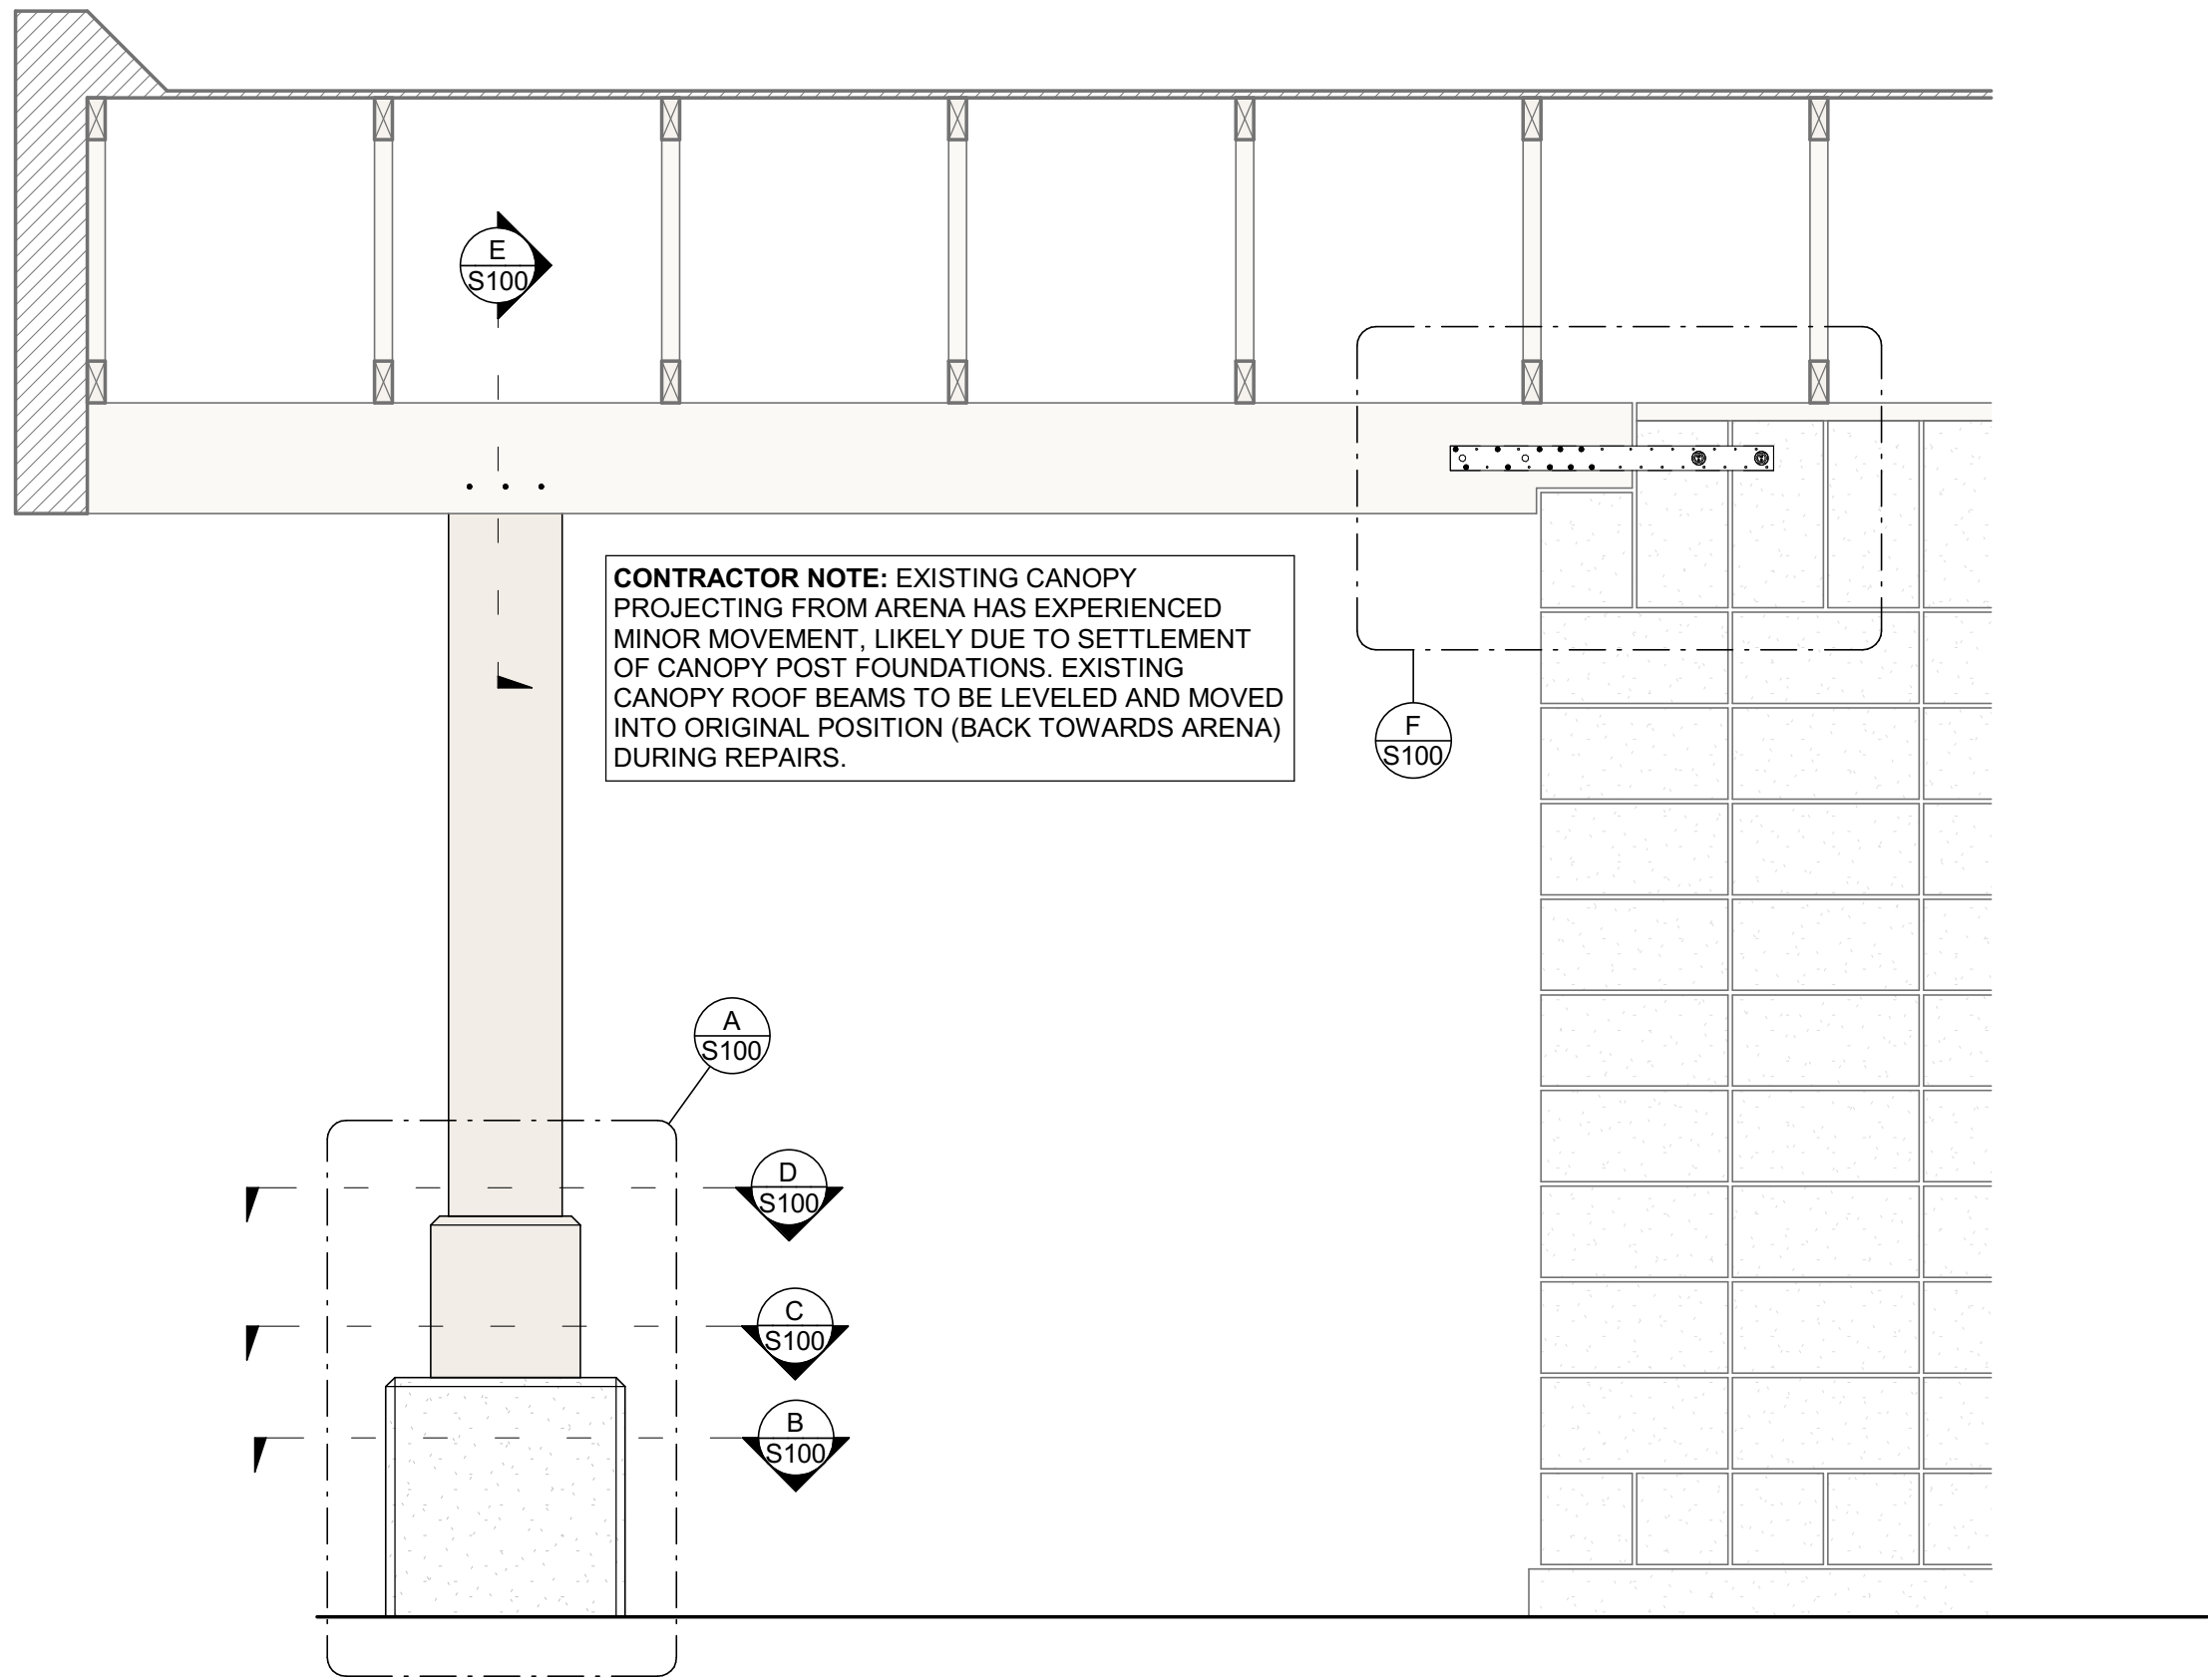 E
S100
CONTRACTOR NOTE: EXISTING CANOPY
PROJECTING FROM ARENA HAS EXPERIENCED
MINOR MOVEMENT, LIKELY DUE TO SETTLEMENT
OF CANOPY POST FOUNDATIONS. EXISTING
CANOPY ROOF BEAMS TO BE LEVELED AND MOVED
INTO ORIGINAL POSITION (BACK TOWARDS ARENA)
DURING REPAIRS.
F
S100
A
S100
D
S100
C
S100
B
S100